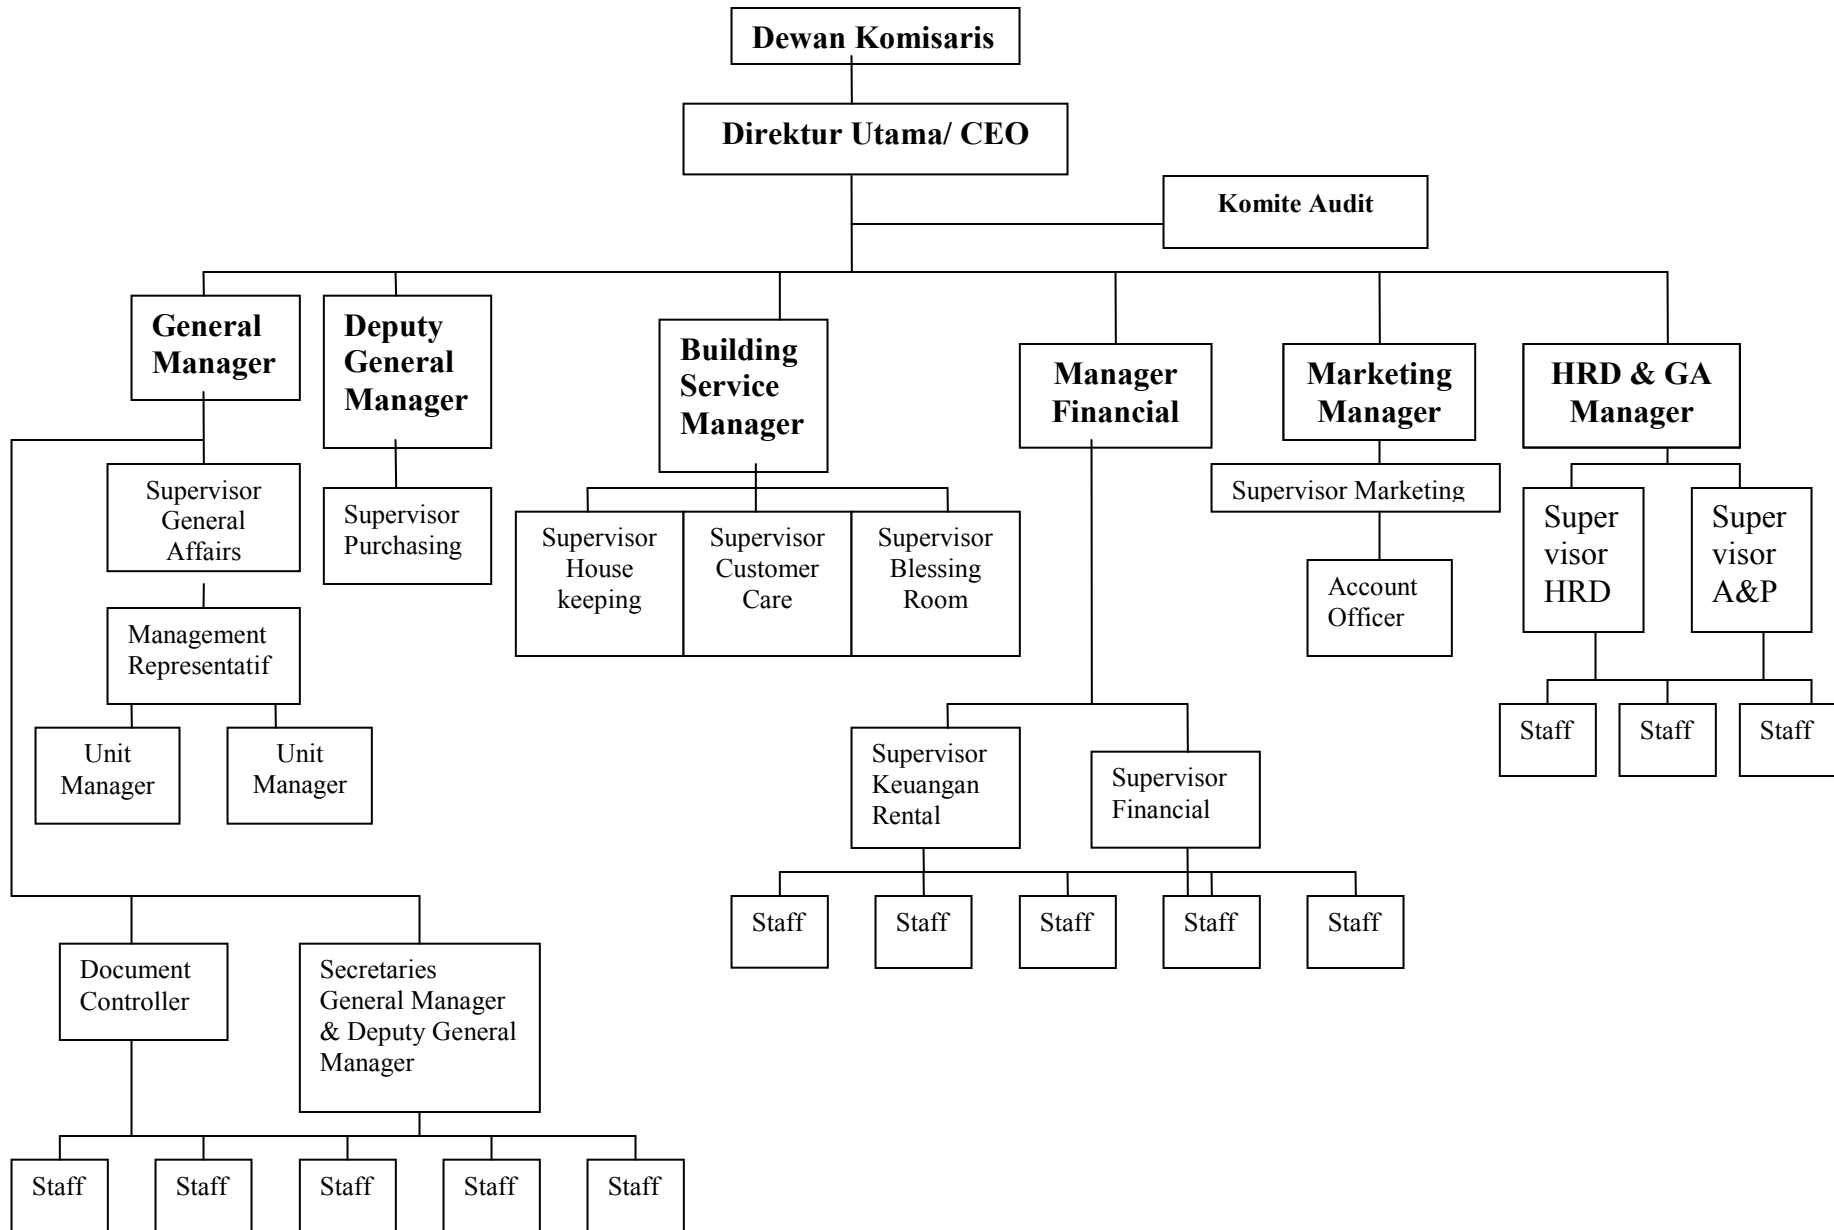 Dewan Komisaris
Direktur Utama/ CEO
Komite Audit
General
Manager
Deputy
General
Manager
Building
Service
Manager
Manager
Financial
Marketing
Manager
HRD & GA
Manager
Supervisor
General
Affairs
Supervisor
Purchasing
Supervisor
House
keeping
Supervisor
Customer
Care
Supervisor
Blessing
Room
Supervisor Marketing
Account
Officer
Super
visor
HRD
Super
visor
A&P
Management
Representatif
Unit
Manager
Unit
Manager
Staff
Staff
Staff
Supervisor
Keuangan
Rental
Supervisor
Financial
Staff
Staff
Staff
Staff
Staff
Document
Controller
Secretaries
General Manager
& Deputy General
Manager
Staff
Staff
Staff
Staff
Staff